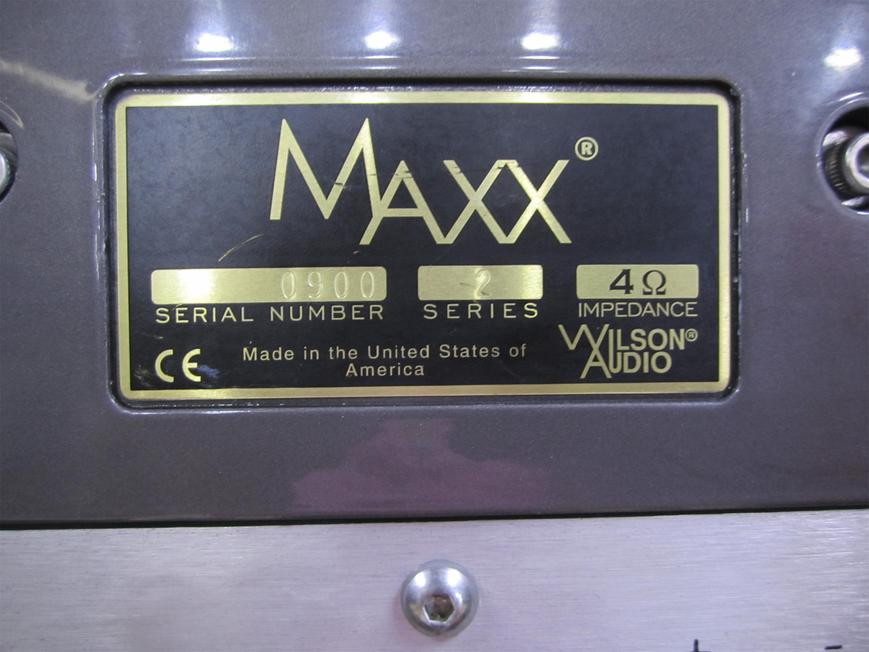 MAXX®
0900 2 4Ω
SERIAL NUMBER SERIES IMPEDANCE
CE Made in the United States of America
WILSON® AUDIO